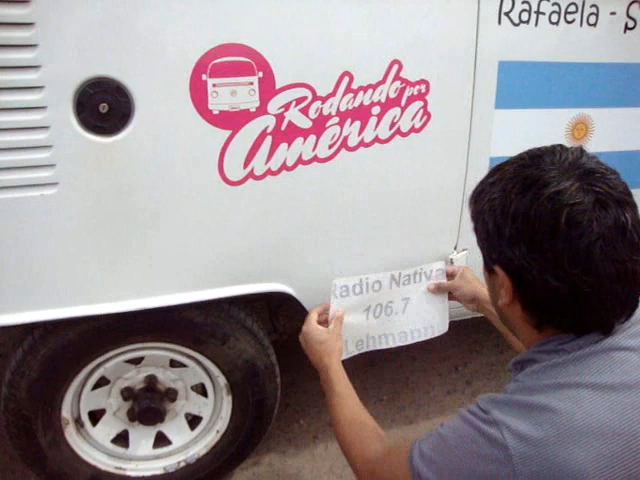 Rafaela - S
Rodando por
América
Radio Nativa
106.7
Lehmann